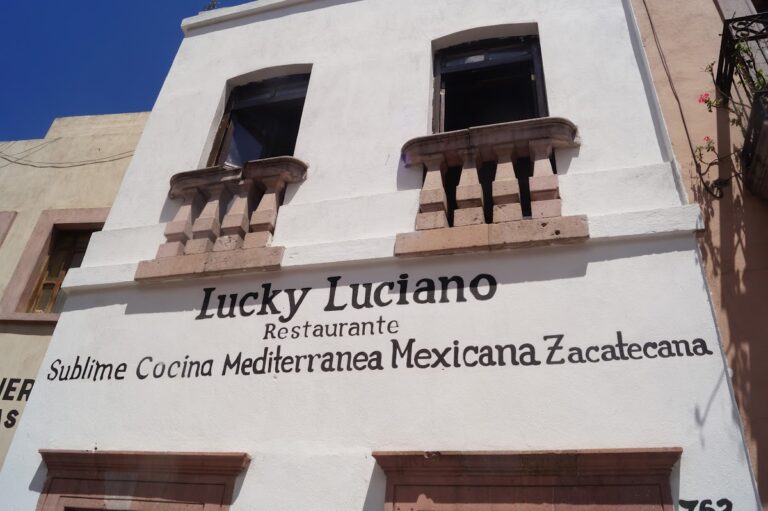 Lucky Luciano
Restaurante
Sublime Cocina Mediterranea Mexicana Zacatecana